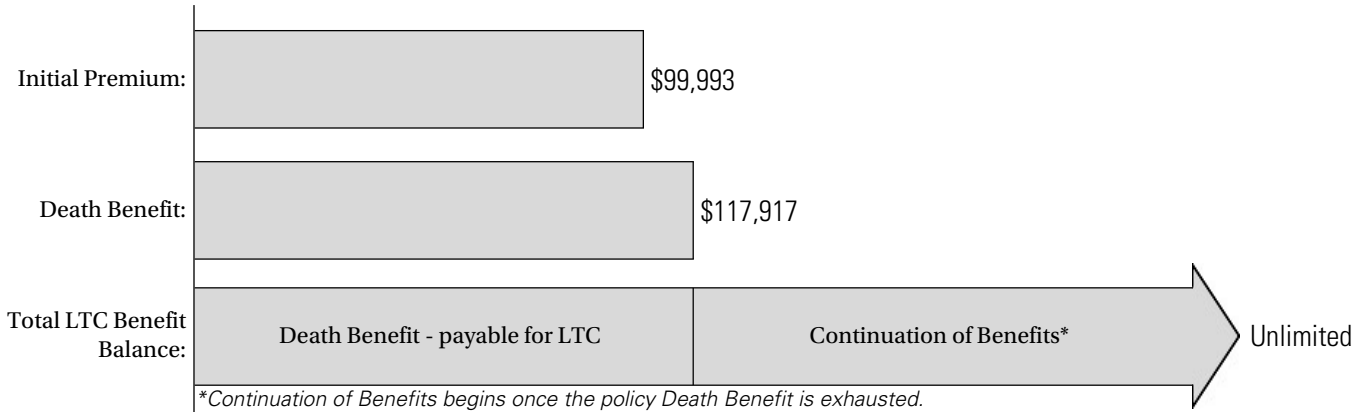 Initial Premium:
$99,993
Death Benefit:
$117,917
Total LTC Benefit
Balance:
Death Benefit - payable for LTC
Continuation of Benefits*
Unlimited
*Continuation of Benefits begins once the policy Death Benefit is exhausted.